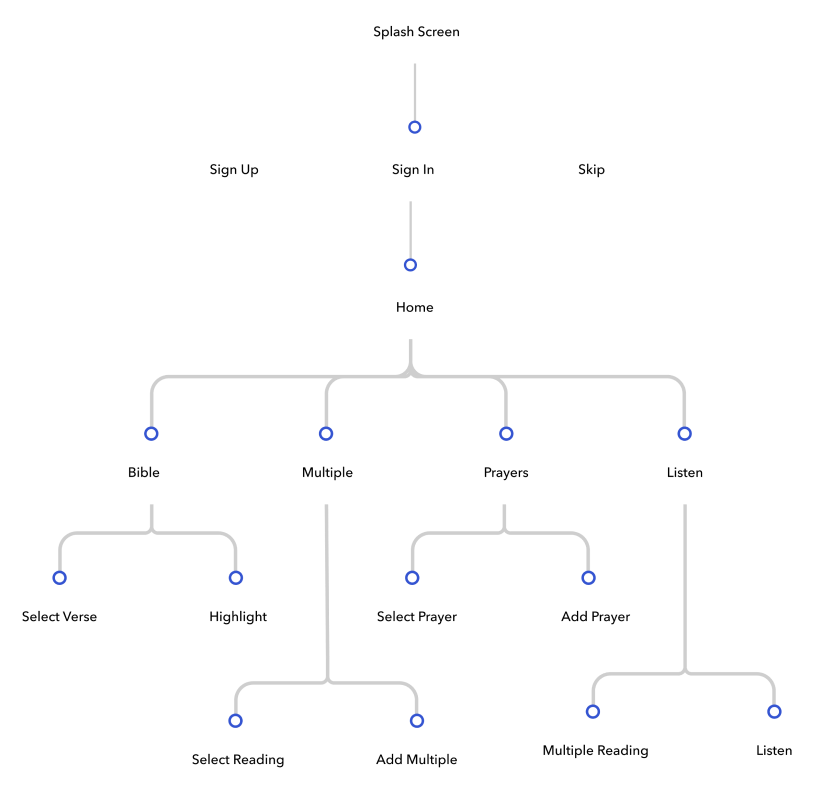 Splash Screen
Sign Up
Sign In
Skip
Home
Bible
Multiple
Prayers
Listen
Select Verse
Highlight
Select Prayer
Add Prayer
Select Reading
Add Multiple
Multiple Reading
Listen